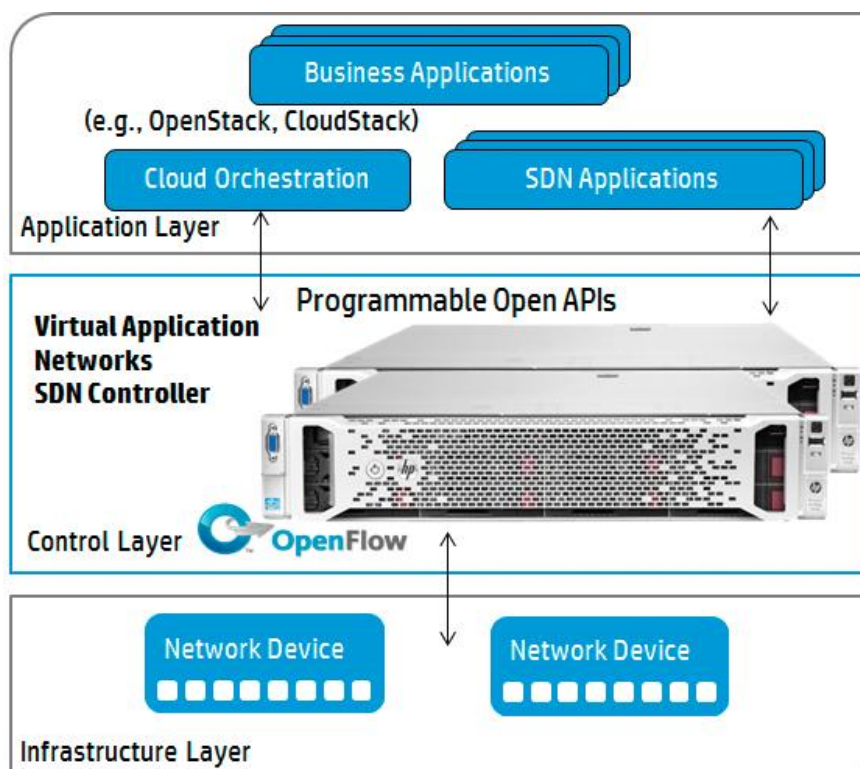 Business Applications
(e.g., OpenStack, CloudStack)
Cloud Orchestration
SDN Applications
Application Layer
Programmable Open APIs
Virtual Application
Networks
SDN Controller
hp
Control Layer
OpenFlow
Network Device
Network Device
Infrastructure Layer